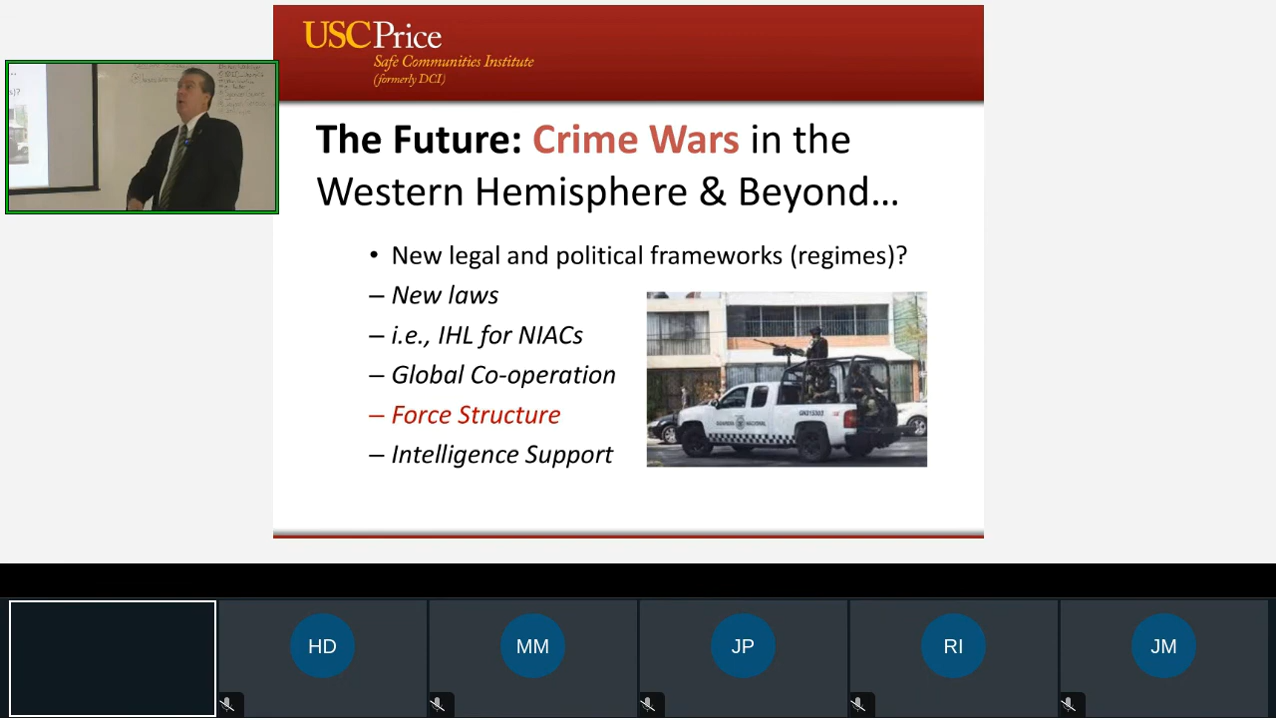 USCPrice
Safe Communities Institute
(formerly DCI)
The Future: Crime Wars in the
Western Hemisphere & Beyond…
• New legal and political frameworks (regimes)?
– New laws
– i.e., IHL for NIACs
– Global Co-operation
– Force Structure
– Intelligence Support
HD
MM
JP
RI
JM